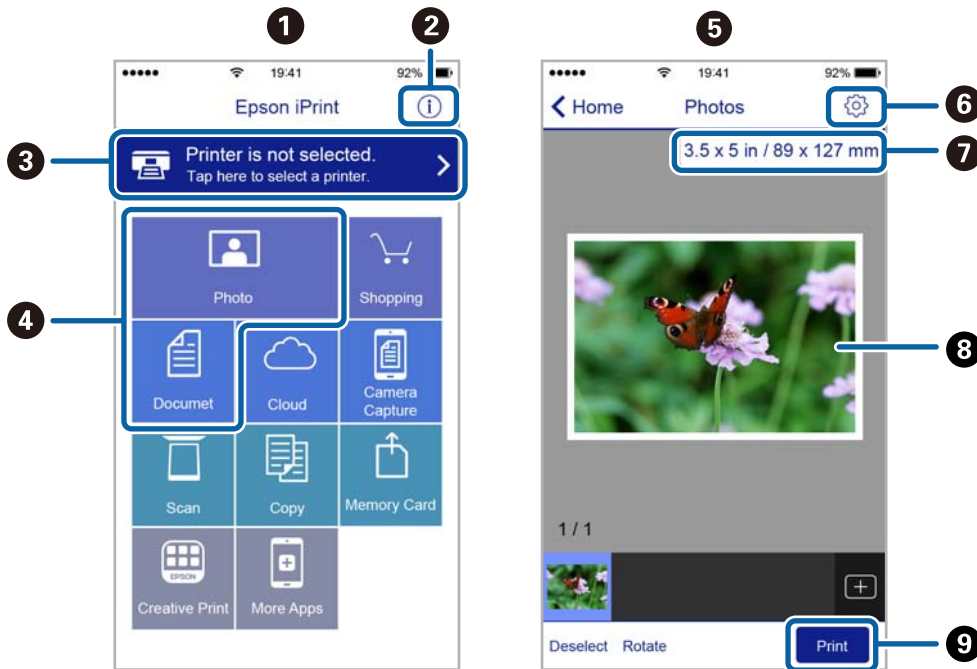 1
2
5
19:41
92%
19:41
92%
Epson iPrint
Home
Photos
6
3
Printer is not selected.
Tap here to select a printer.
3.5 x 5 in / 89 x 127 mm
7
4
Photo
Shopping
8
Documet
Cloud
Camera
Capture
Scan
Copy
Memory Card
1 / 1
EPSON
Creative Print
More Apps
Deselect
Rotate
Print
9